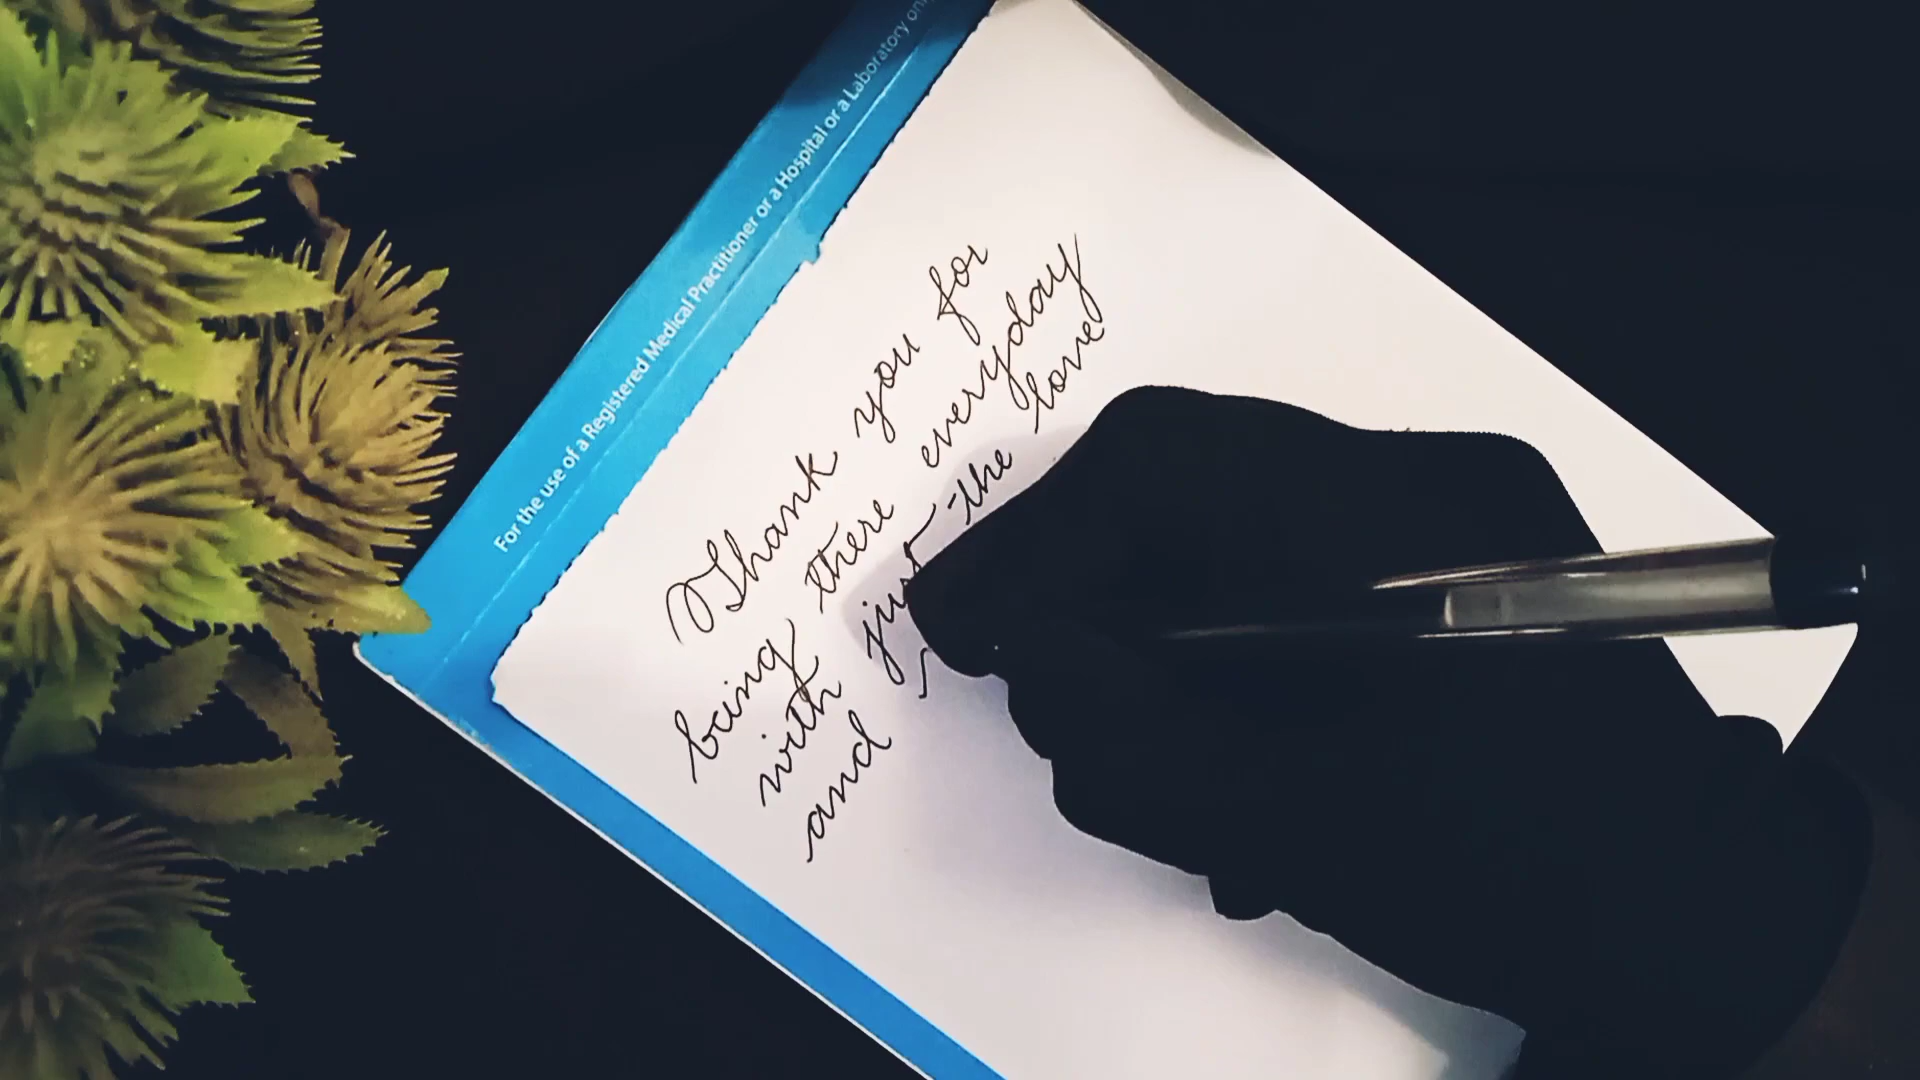 For the use of a Registered Medical Practitioner or a Hospital or a Laboratory
Thank you for
being there everyday
with just the love
and